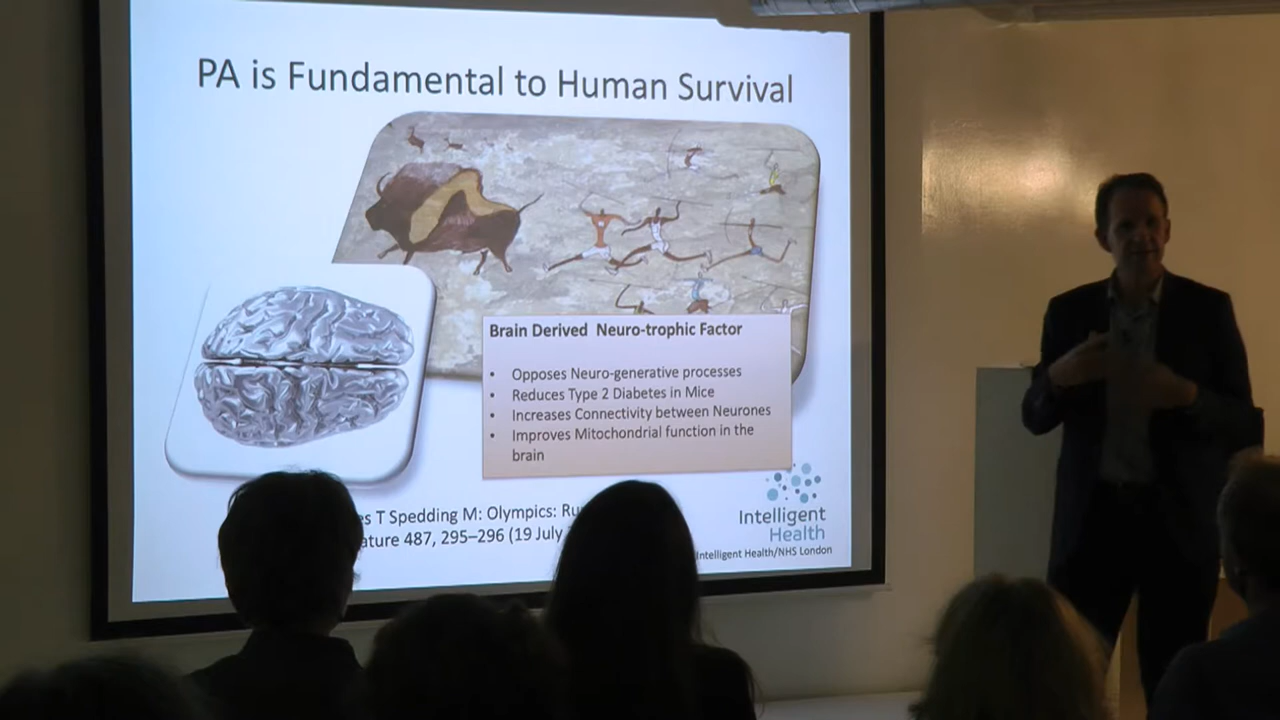 PA is Fundamental to Human Survival
Brain Derived Neuro-trophic Factor
• Opposes Neuro-generative processes
• Reduces Type 2 Diabetes in Mice
• Increases Connectivity between Neurones
• Improves Mitochondrial function in the
brain
T Spedding M: Olympics:
487, 295–296 (19 July
Intelligent
Health
Intelligent Health/NHS London